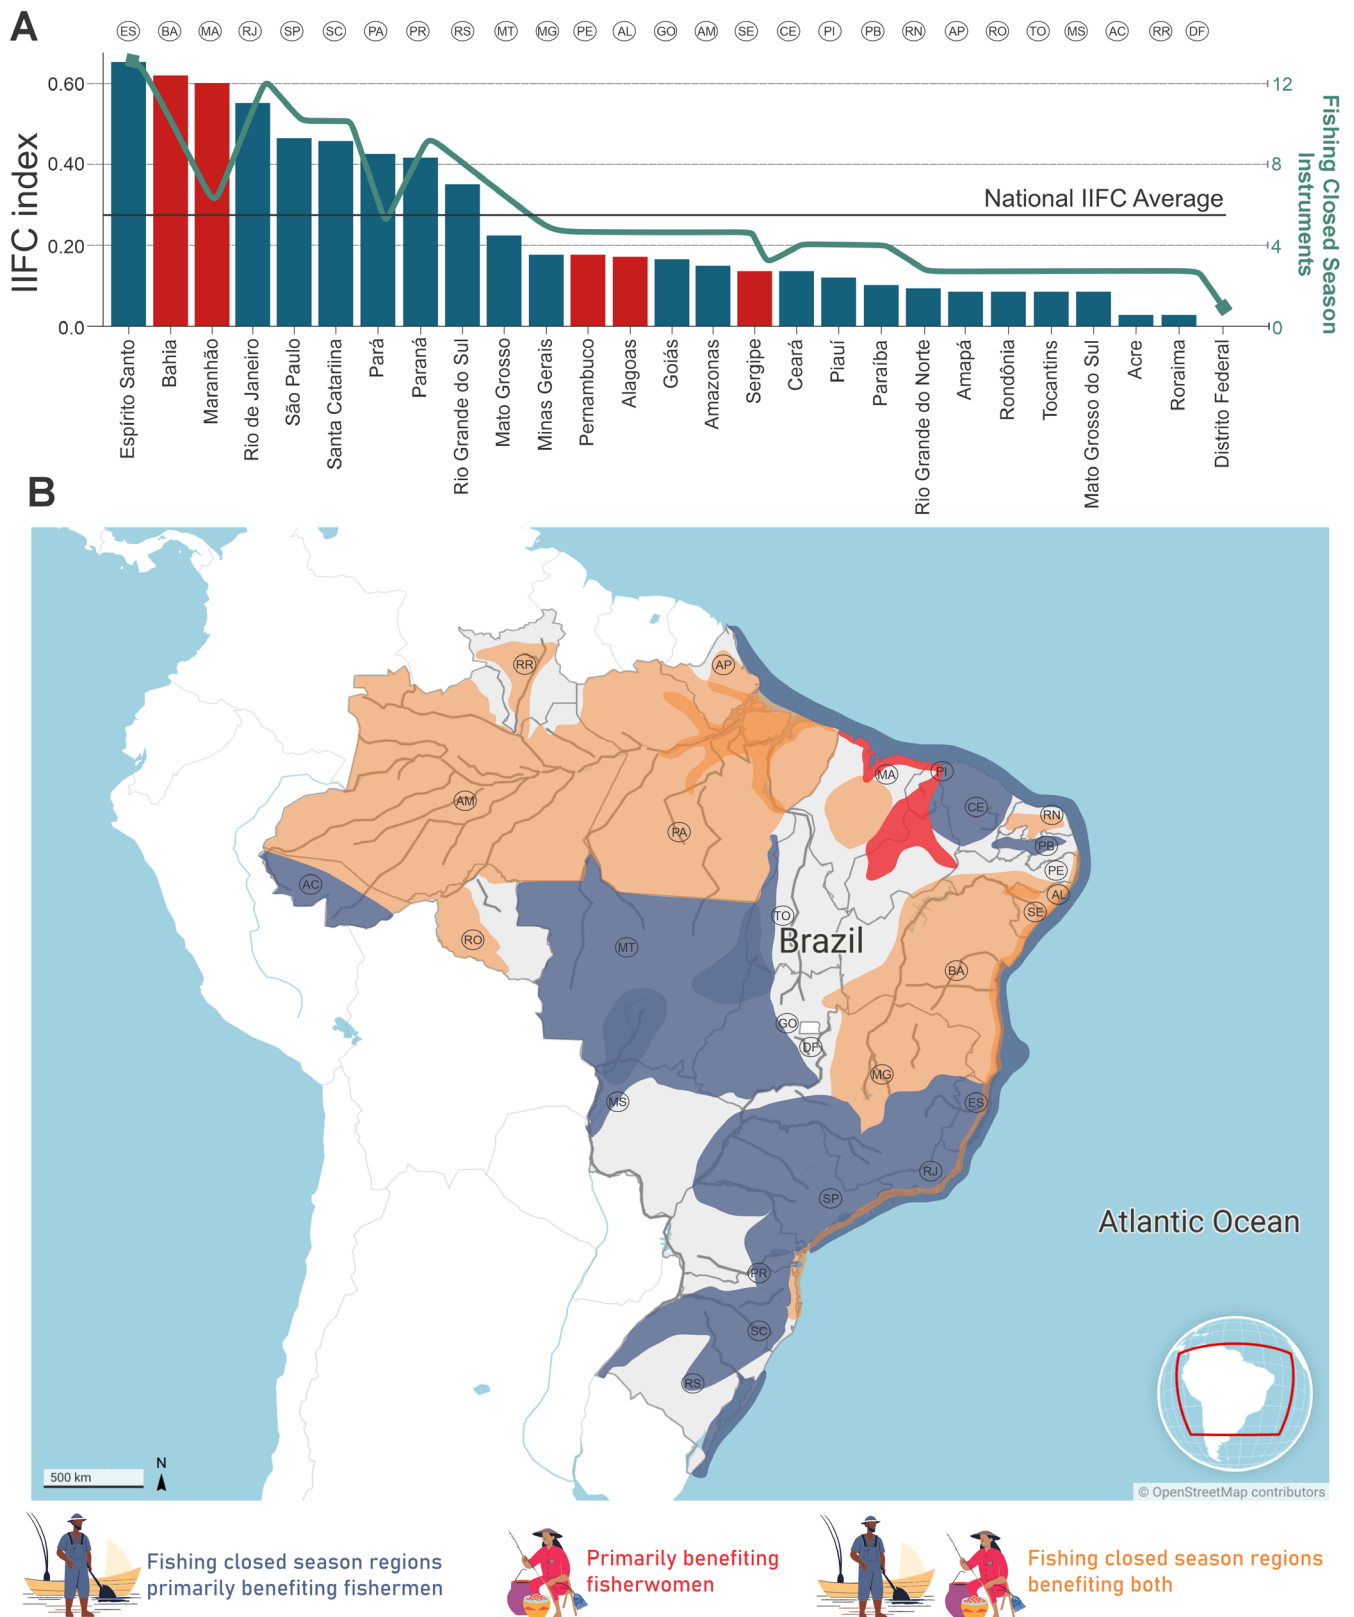 A
ES BA MA RJ SP SC PA PR RS MT MG PE AL GO AM SE CE PI PB RN AP RO TO MS AC RR DF
IIFC index
0.60
0.40
0.20
0.0
National IIFC Average
12
8
4
0
Fishing Closed Season
Instruments
Espírito Santo
Bahia
Maranhão
Rio de Janeiro
São Paulo
Santa Catariina
Pará
Paraná
Rio Grande do Sul
Mato Grosso
Minas Gerais
Pernambuco
Alagoas
Goiás
Amazonas
Sergipe
Ceará
Piauí
Paraíba
Rio Grande do Norte
Amapá
Rondônia
Tocantins
Mato Grosso do Sul
Acre
Roraima
Distrito Federal
B
RR
AP
MA
PI
AM
CE
RN
PA
PB
PE
AC
AL
TO
SE
RO
MT
Brazil
BA
GO
DF
MG
MS
ES
RJ
SP
Atlantic Ocean
PR
SC
RS
500 km
N
© OpenStreetMap contributors
Fishing closed season regions
primarily benefiting fishermen
Primarily benefiting
fisherwomen
Fishing closed season regions
benefiting both